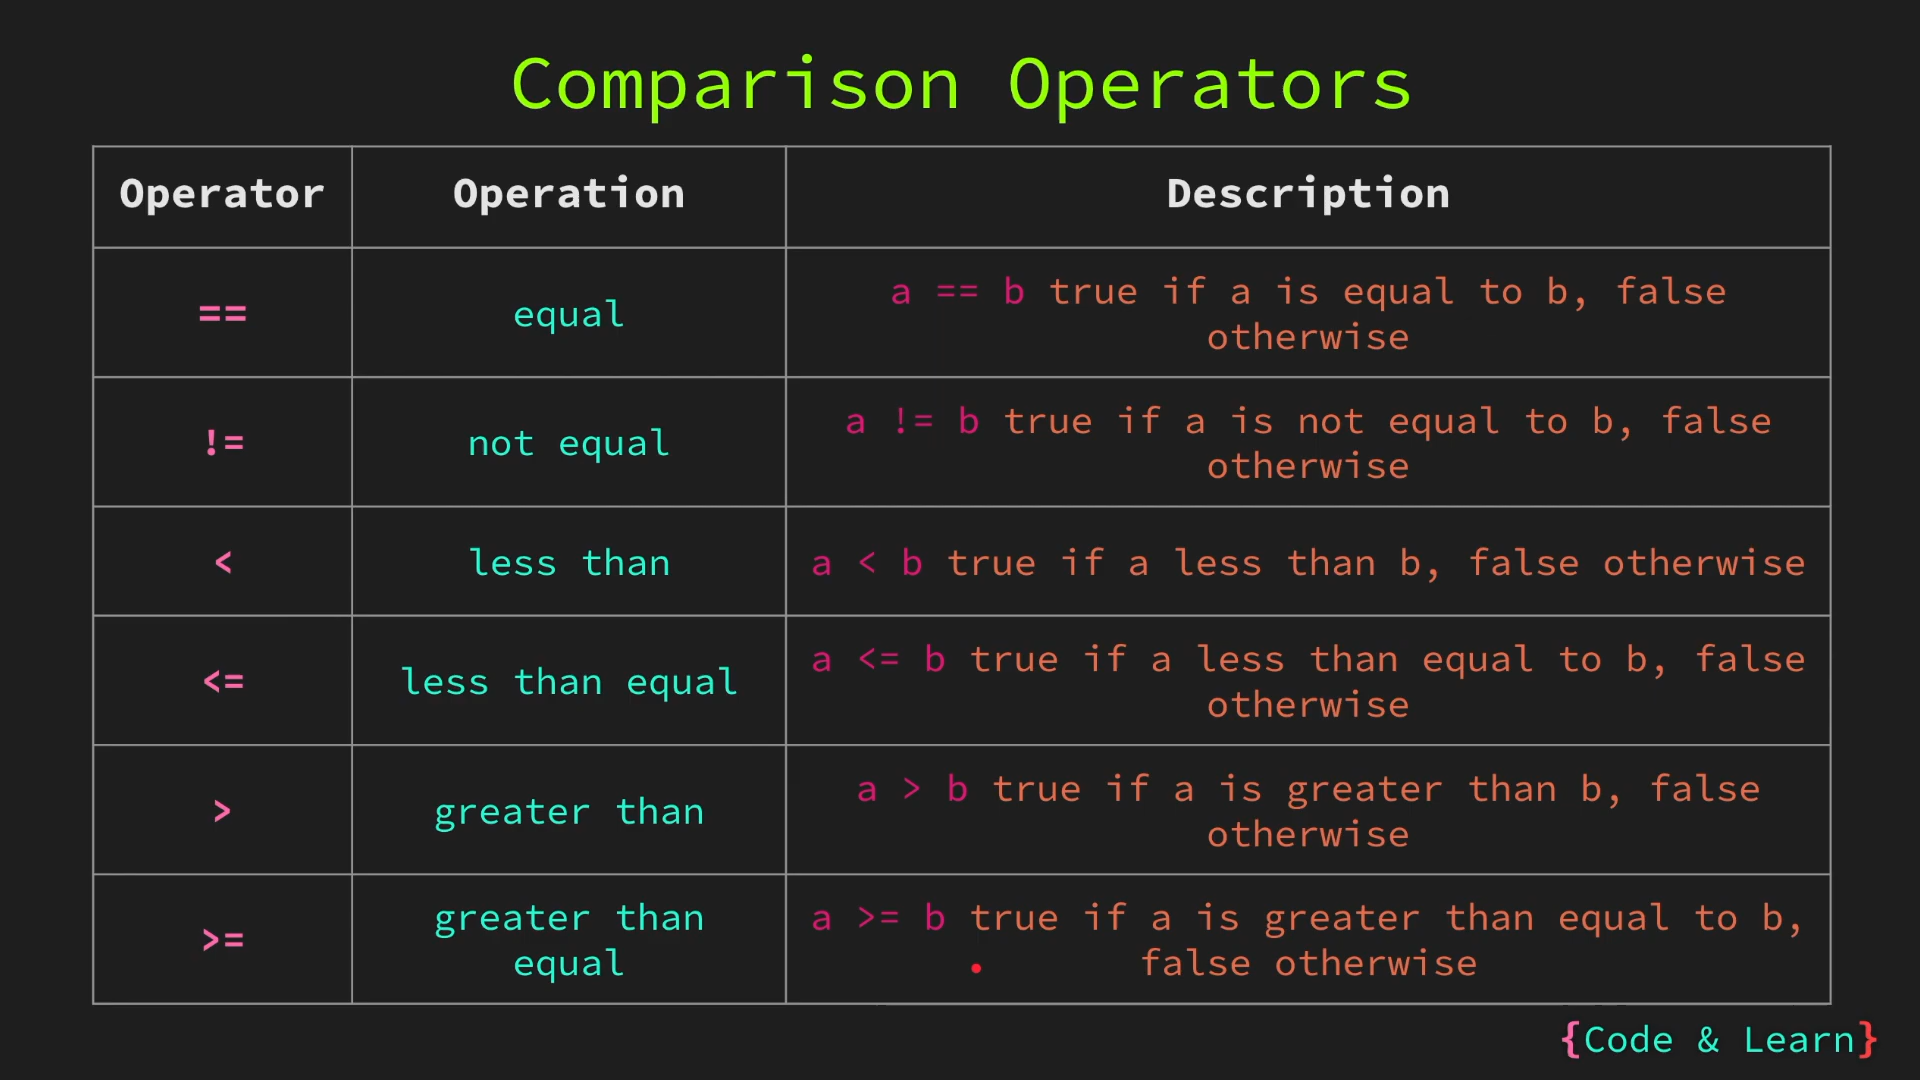 Comparison Operators
Operator Operation Description
== equal a == b true if a is equal to b, false
otherwise
!= not equal a != b true if a is not equal to b, false
otherwise
< less than a < b true if a less than b, false otherwise
<= less than equal a <= b true if a less than equal to b, false
otherwise
> greater than a > b true if a is greater than b, false
otherwise
>= greater than
equal
a >= b true if a is greater than equal to b,
false otherwise
{Code & Learn}